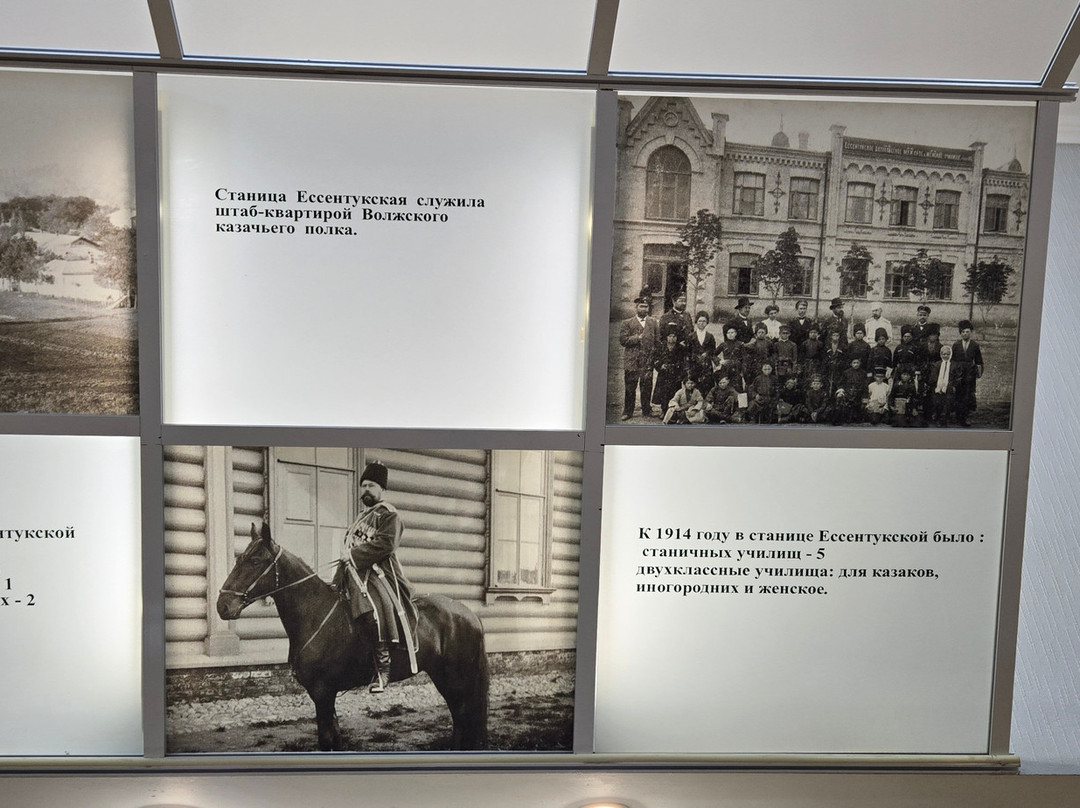 Станица Ессентукская служила
штаб-квартирой Волжского
казачьего полка.
нтукской
1
х - 2
К 1914 году в станице Ессентукской было :
станичных училищ - 5
двухклассные училища: для казаков,
иногородних и женское.